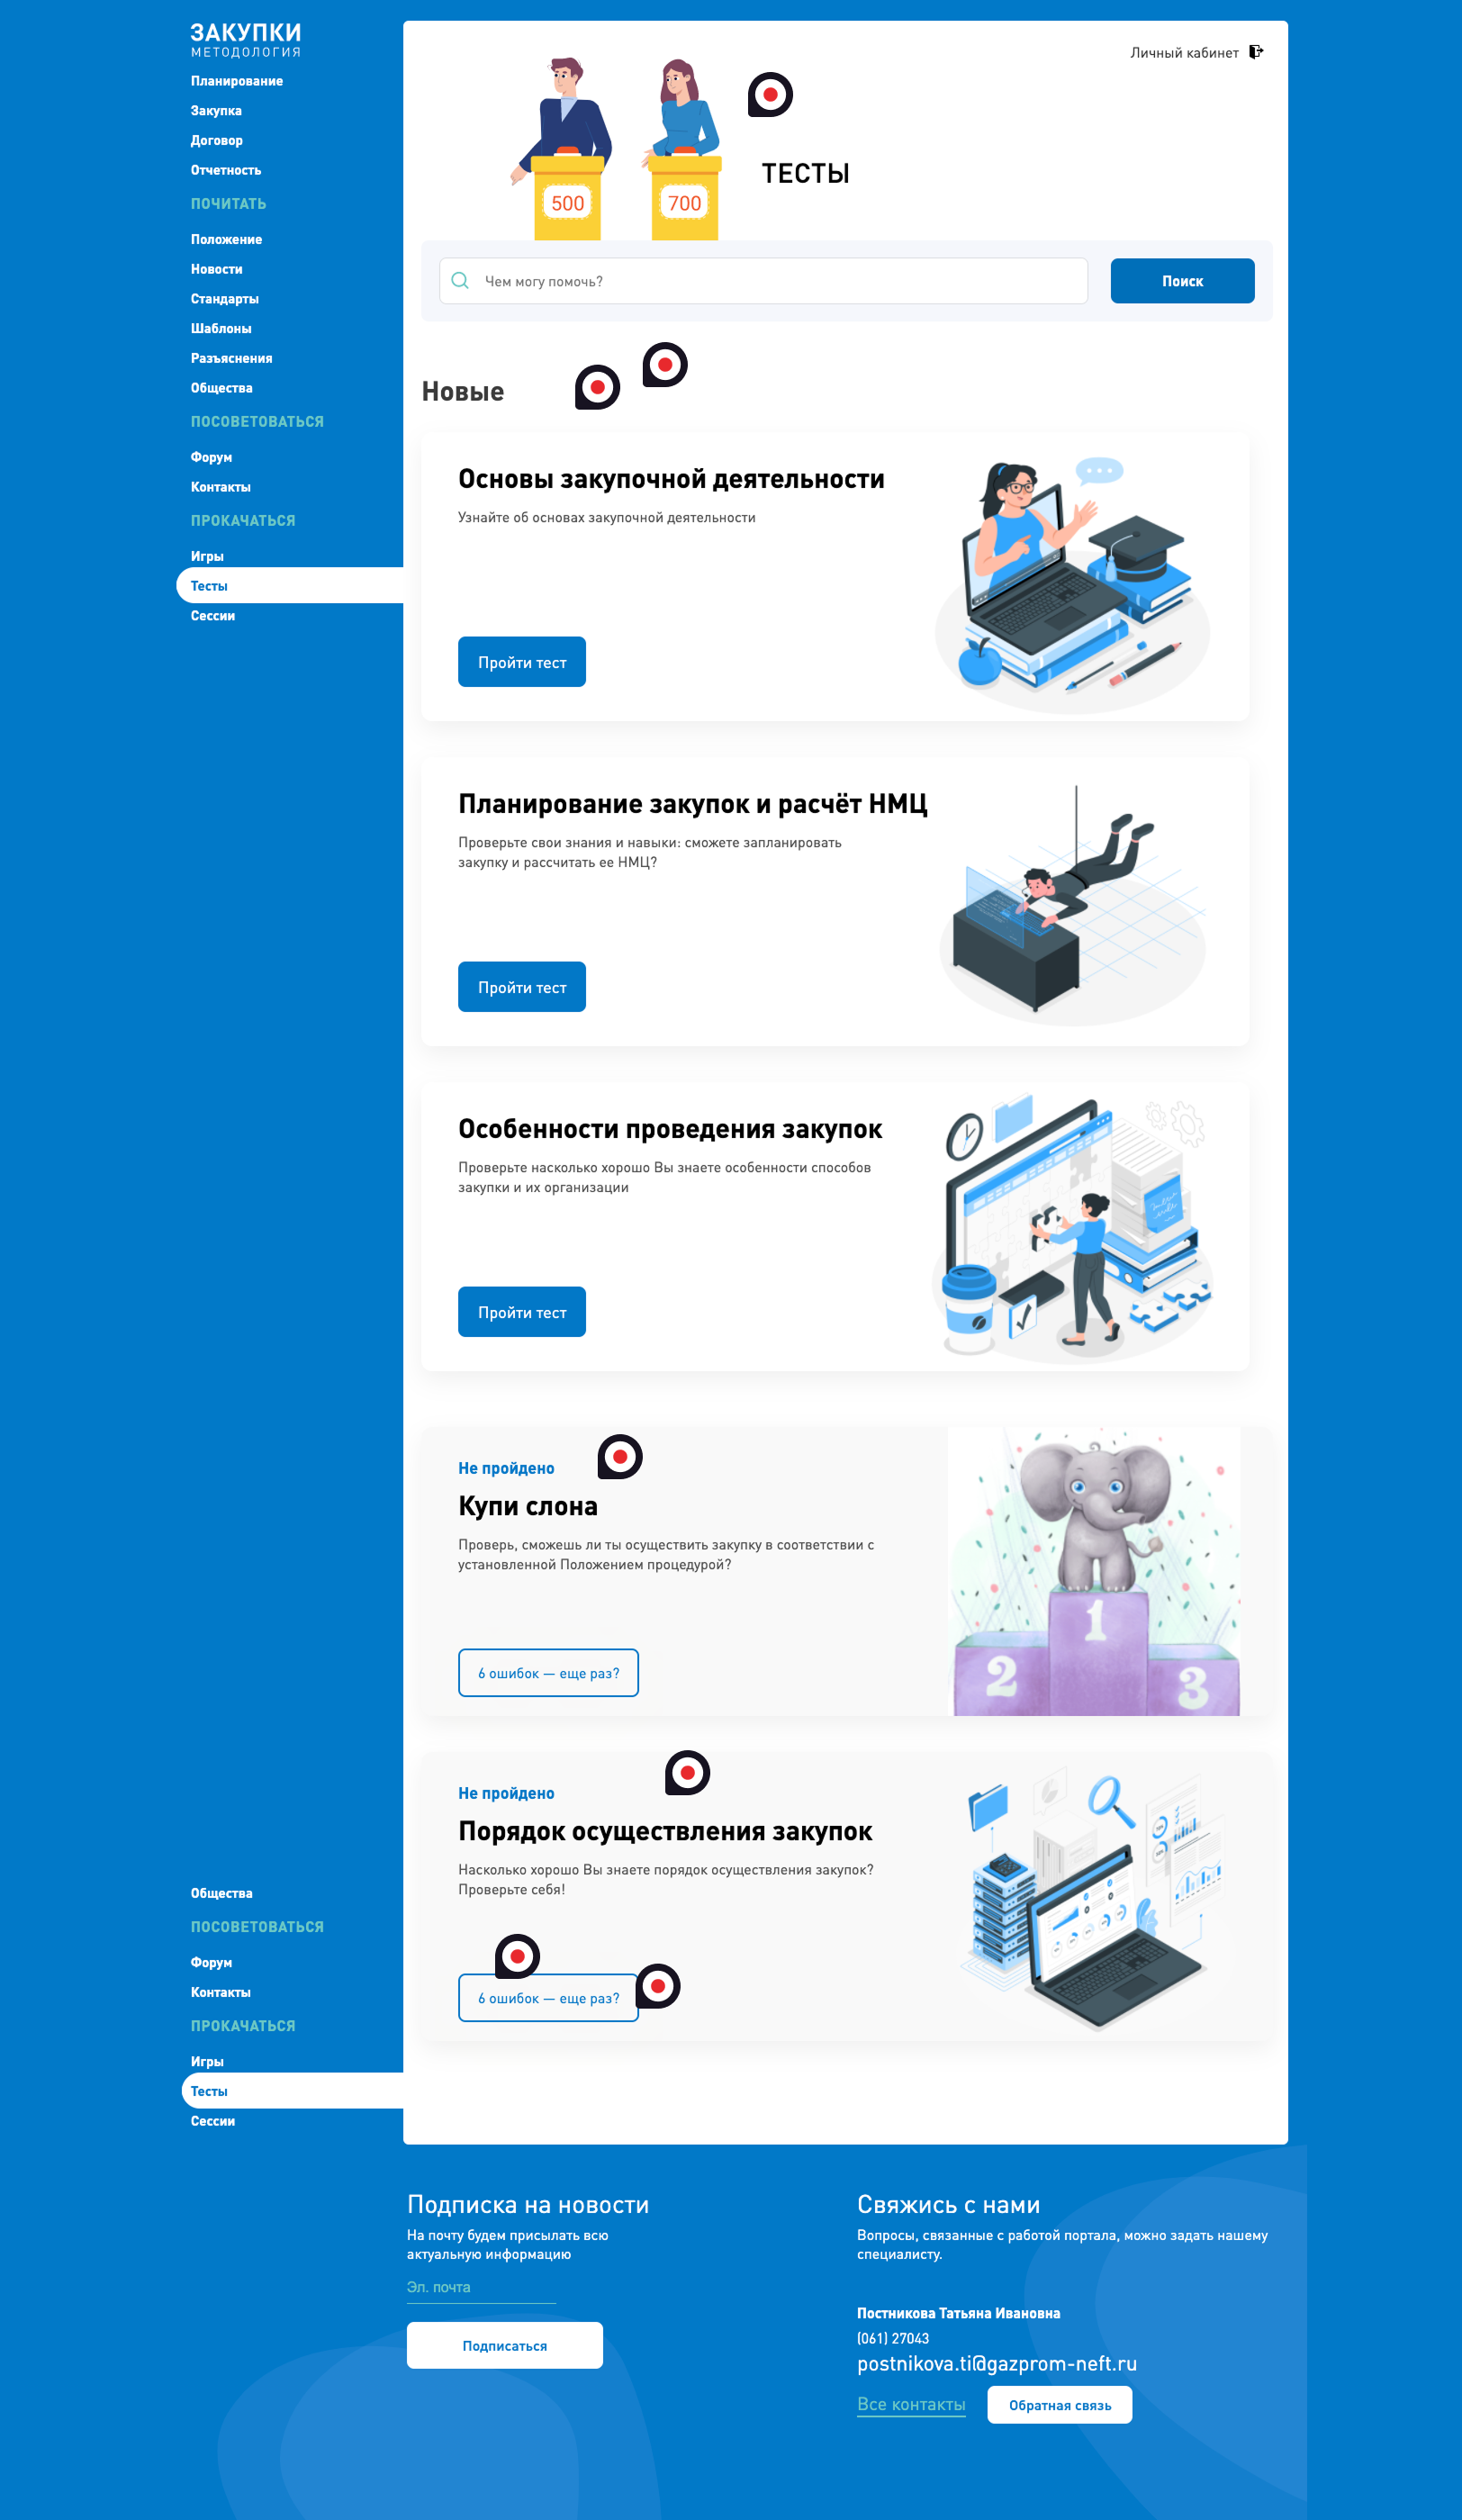 ЗАКУПКИ
МЕТОДОЛОГИЯ
Планирование
Закупка
Договор
Отчетность
ПОЧИТАТЬ
Положение
Новости
Стандарты
Шаблоны
Разъяснения
Общества
ПОСОВЕТОВАТЬСЯ
Форум
Контакты
ПРОКАЧАТЬСЯ
Игры
Тесты
Сессии
Личный кабинет
500
700
ТЕСТЫ
Чем могу помочь?
Поиск
Новые
Основы закупочной деятельности
Узнайте об основах закупочной деятельности
Пройти тест
Планирование закупок и расчёт НМЦ
Проверьте свои знания и навыки: сможете запланировать
закупку и рассчитать ее НМЦ?
Пройти тест
Особенности проведения закупок
Проверьте насколько хорошо Вы знаете особенности способов
закупки и их организации
Пройти тест
Не пройдено
Купи слона
Проверь, сможешь ли ты осуществить закупку в соответствии с
установленной Положением процедурой?
6 ошибок — еще раз?
1
2
3
Не пройдено
Порядок осуществления закупок
Насколько хорошо Вы знаете порядок осуществления закупок?
Проверьте себя!
6 ошибок — еще раз?
Общества
ПОСОВЕТОВАТЬСЯ
Форум
Контакты
ПРОКАЧАТЬСЯ
Игры
Тесты
Сессии
Подписка на новости
На почту будем присылать всю
актуальную информацию
Эл. почта
Подписаться
Свяжись с нами
Вопросы, связанные с работой портала, можно задать нашему
специалисту.
Постникова Татьяна Ивановна
(061) 27043
postnikova.ti@gazprom-neft.ru
Все контакты
Обратная связь